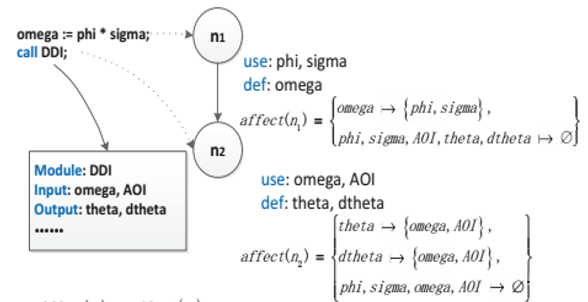 omega := phi * sigma;
call DDI;
n1
use: phi, sigma
def: omega
affect(n₁) = {omega ↦ {phi, sigma},
phi, sigma, AOI, theta, dtheta ↦ ∅}
n2
Module: DDI
Input: omega, AOI
Output: theta, dtheta
......
use: omega, AOI
def: theta, dtheta
affect(n₂) = {theta ↦ {omega, AOI},
dtheta ↦ {omega, AOI},
phi, sigma, omega, AOI → ∅}